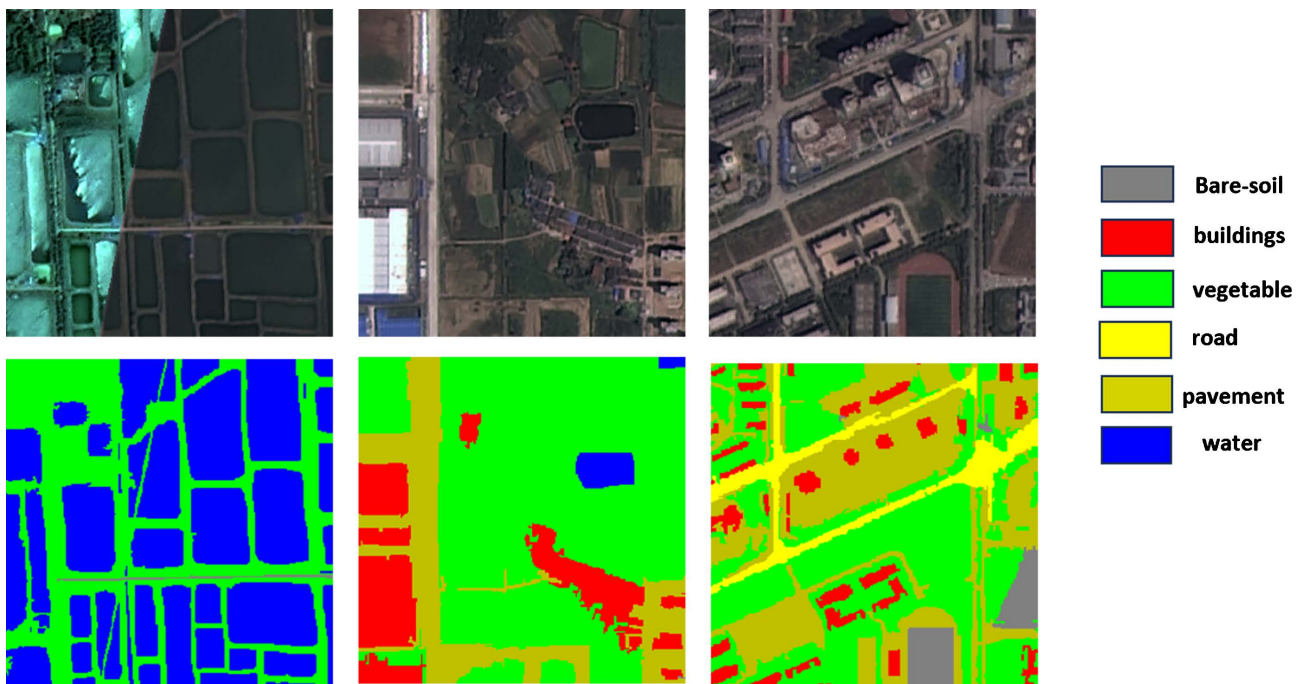 Bare-soil
buildings
vegetable
road
pavement
water